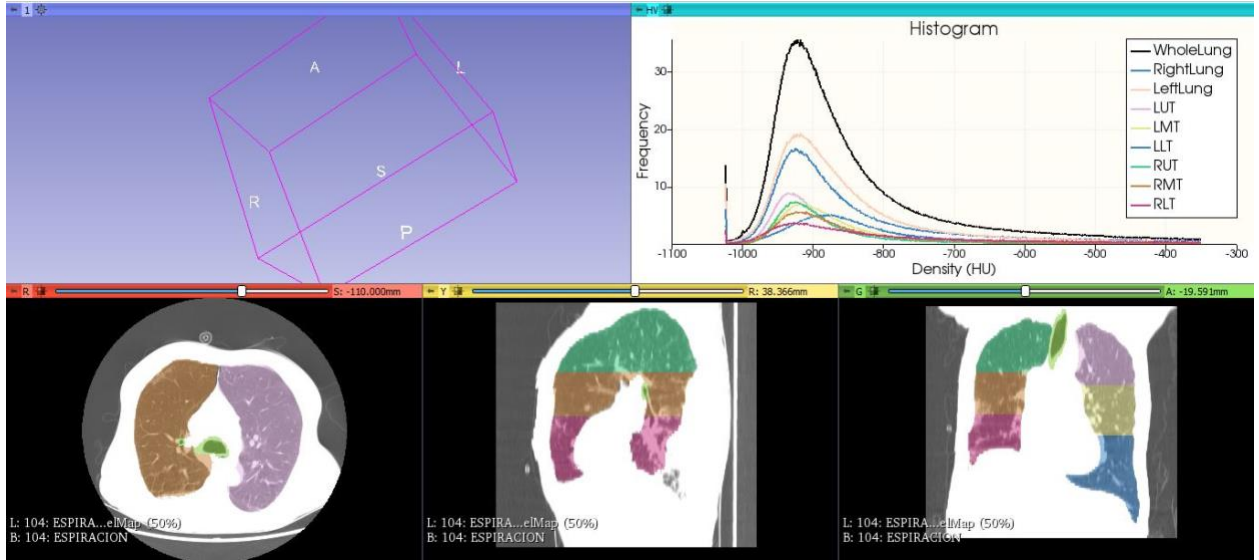 1
A
L
S
R
P
HV
Histogram
Frequency
30
20
10
-1100
-1000
-900
-800
-700
-600
-500
-400
-300
Density (HU)
WholeLung
RightLung
LeftLung
LUT
LMT
LLT
RUT
RMT
RLT
R
S: -110.000mm
Y
R: 38.366mm
G
A: -19.591mm
L: 104: ESPIRA...elMap (50%)
B: 104: ESPIRACION
L: 104: ESPIRA...elMap (50%)
B: 104: ESPIRACION
L: 104: ESPIRA...elMap (50%)
B: 104: ESPIRACION